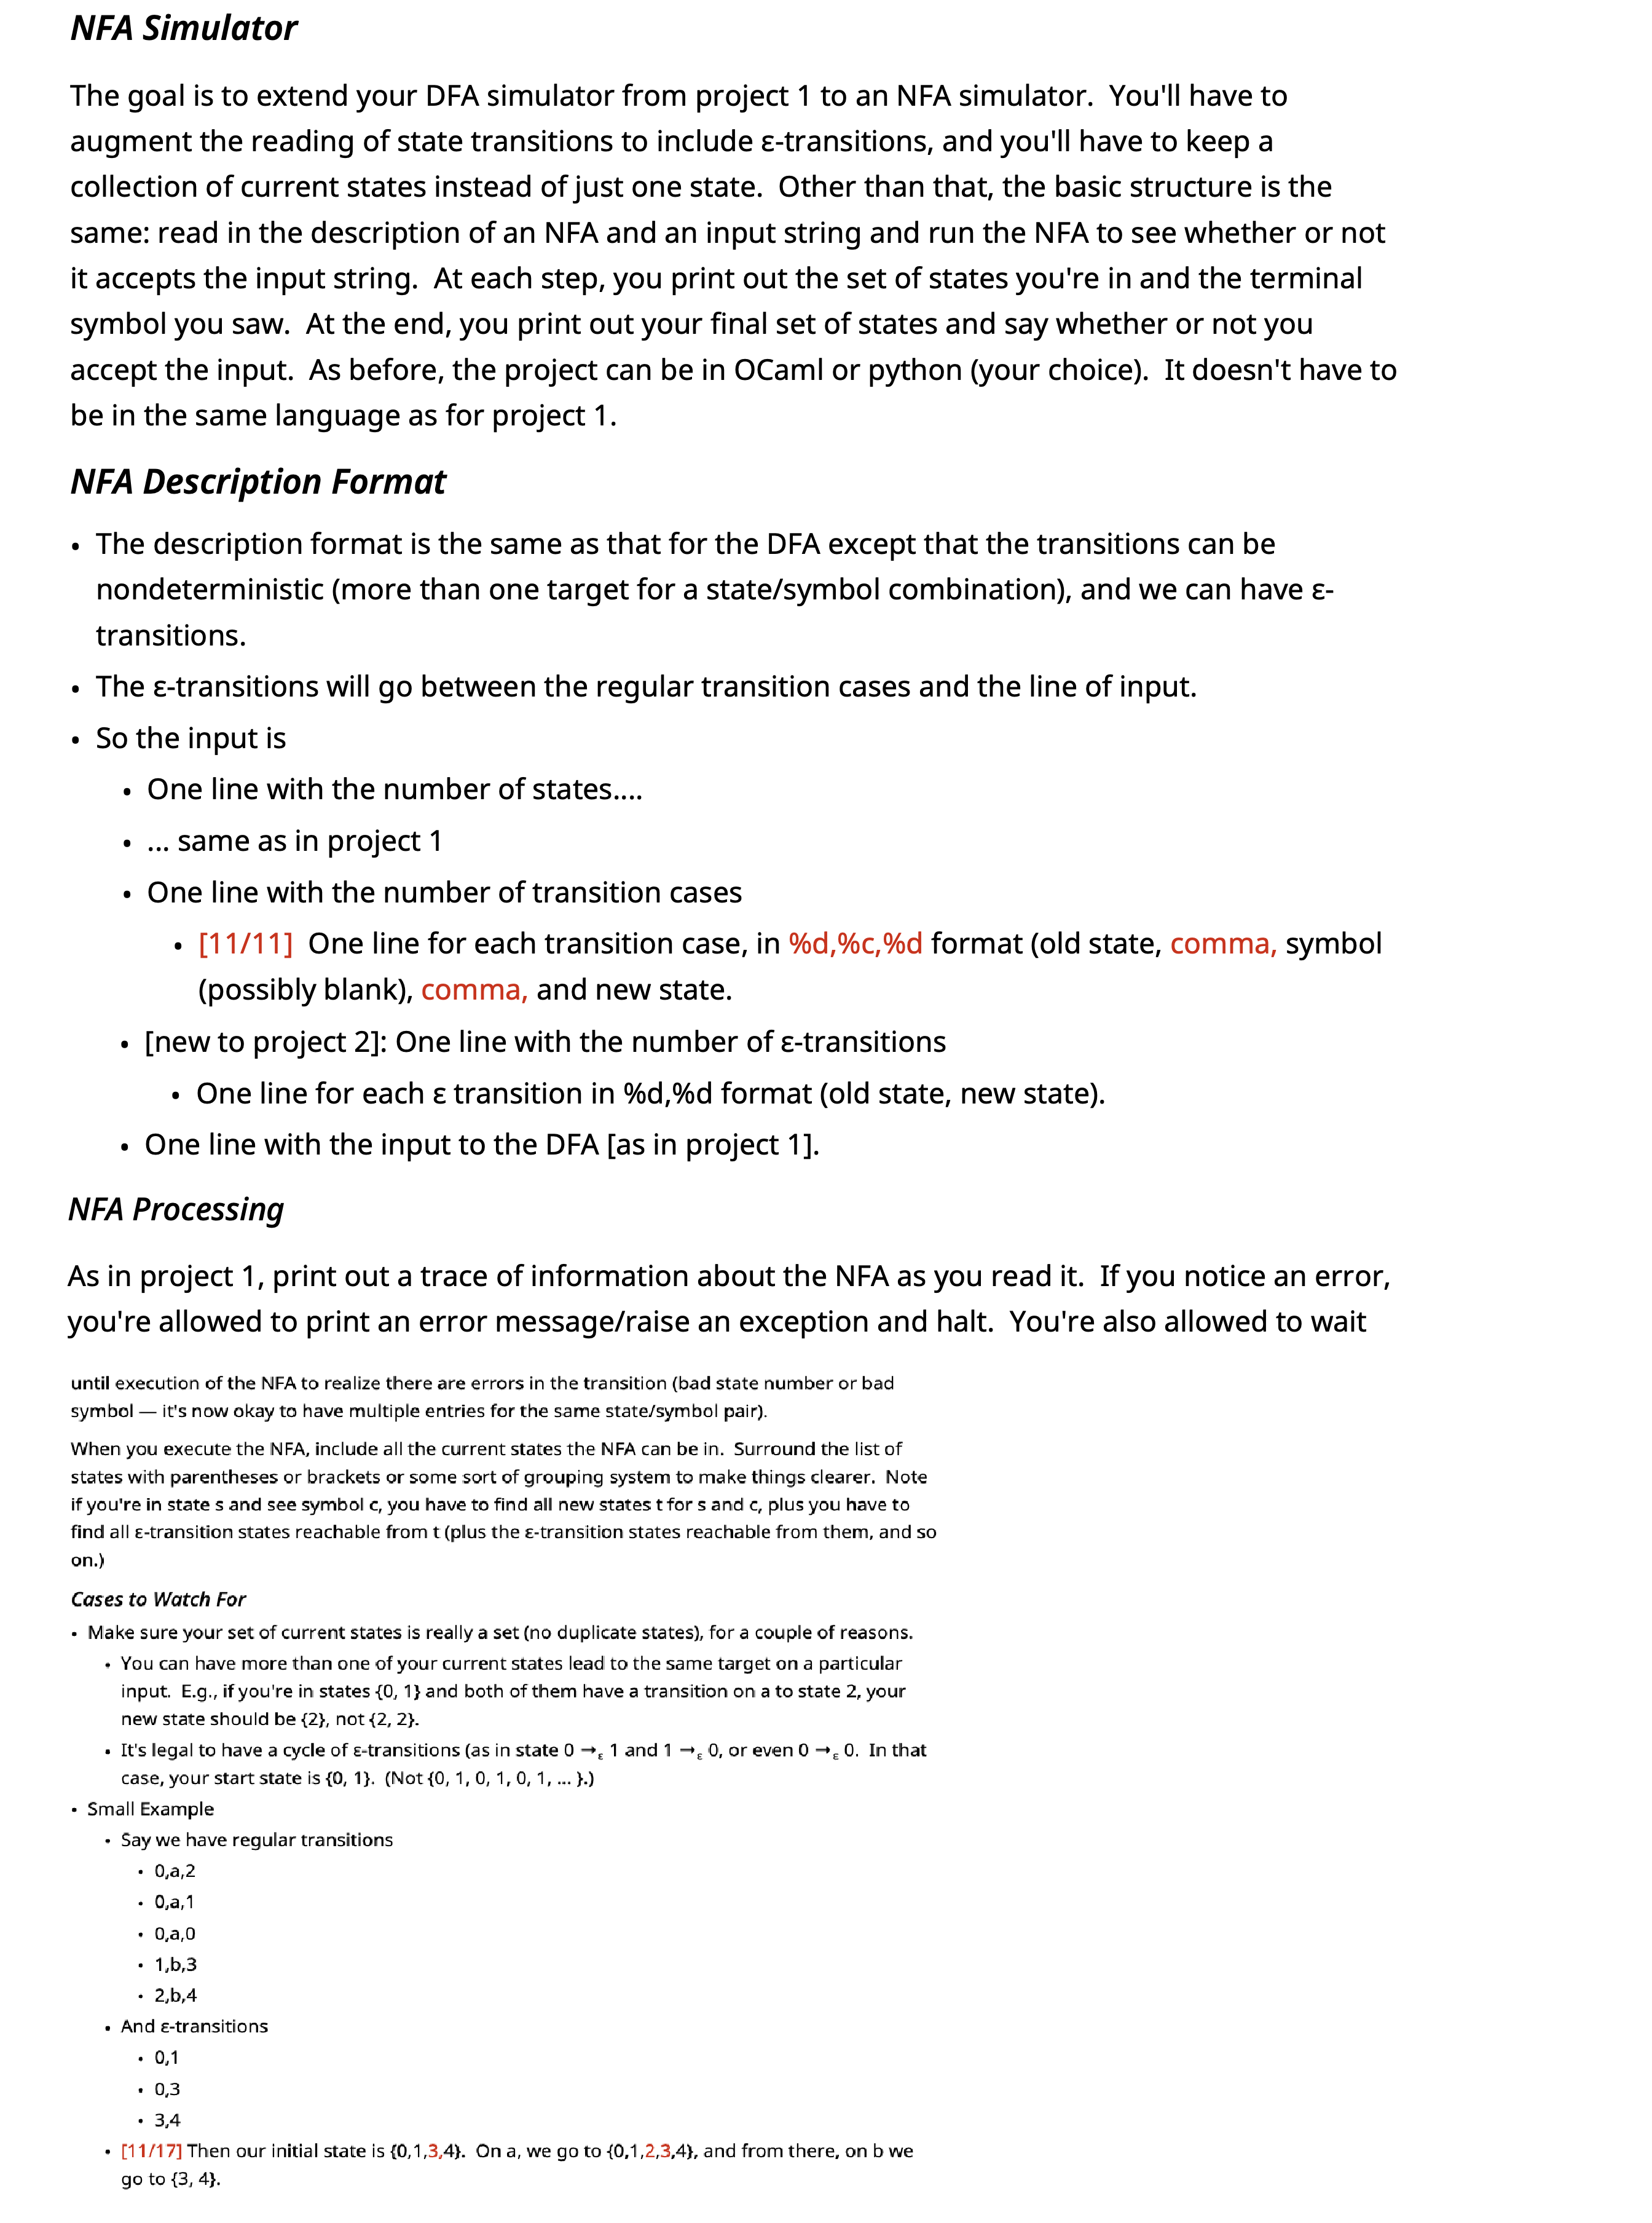 NFA Simulator
The goal is to extend your DFA simulator from project 1 to an NFA simulator.  You'll have to
augment the reading of state transitions to include ε-transitions, and you'll have to keep a
collection of current states instead of just one state.  Other than that, the basic structure is the
same: read in the description of an NFA and an input string and run the NFA to see whether or not
it accepts the input string.  At each step, you print out the set of states you're in and the terminal
symbol you saw.  At the end, you print out your final set of states and say whether or not you
accept the input.  As before, the project can be in OCaml or python (your choice).  It doesn't have to
be in the same language as for project 1.
NFA Description Format
• The description format is the same as that for the DFA except that the transitions can be
nondeterministic (more than one target for a state/symbol combination), and we can have ε-
transitions.
• The ε-transitions will go between the regular transition cases and the line of input.
• So the input is
• One line with the number of states....
• ... same as in project 1
• One line with the number of transition cases
• [11/11]  One line for each transition case, in %d,%c,%d format (old state, comma, symbol
(possibly blank), comma, and new state.
• [new to project 2]: One line with the number of ε-transitions
• One line for each ε transition in %d,%d format (old state, new state).
• One line with the input to the DFA [as in project 1].
NFA Processing
As in project 1, print out a trace of information about the NFA as you read it.  If you notice an error,
you're allowed to print an error message/raise an exception and halt.  You're also allowed to wait
until execution of the NFA to realize there are errors in the transition (bad state number or bad
symbol — it's now okay to have multiple entries for the same state/symbol pair).
When you execute the NFA, include all the current states the NFA can be in.  Surround the list of
states with parentheses or brackets or some sort of grouping system to make things clearer.  Note
if you're in state s and see symbol c, you have to find all new states t for s and c, plus you have to
find all ε-transition states reachable from t (plus the ε-transition states reachable from them, and so
on.)
Cases to Watch For
• Make sure your set of current states is really a set (no duplicate states), for a couple of reasons.
• You can have more than one of your current states lead to the same target on a particular
input.  E.g., if you're in states {0, 1} and both of them have a transition on a to state 2, your
new state should be {2}, not {2, 2}.
• It's legal to have a cycle of ε-transitions (as in state 0 →ε 1 and 1 →ε 0, or even 0 →ε 0.  In that
case, your start state is {0, 1}.  (Not {0, 1, 0, 1, 0, 1, ... }.)
• Small Example
• Say we have regular transitions
• 0,a,2
• 0,a,1
• 0,a,0
• 1,b,3
• 2,b,4
• And ε-transitions
• 0,1
• 0,3
• 3,4
• [11/17] Then our initial state is {0,1,3,4}.  On a, we go to {0,1,2,3,4}, and from there, on b we
go to {3, 4}.